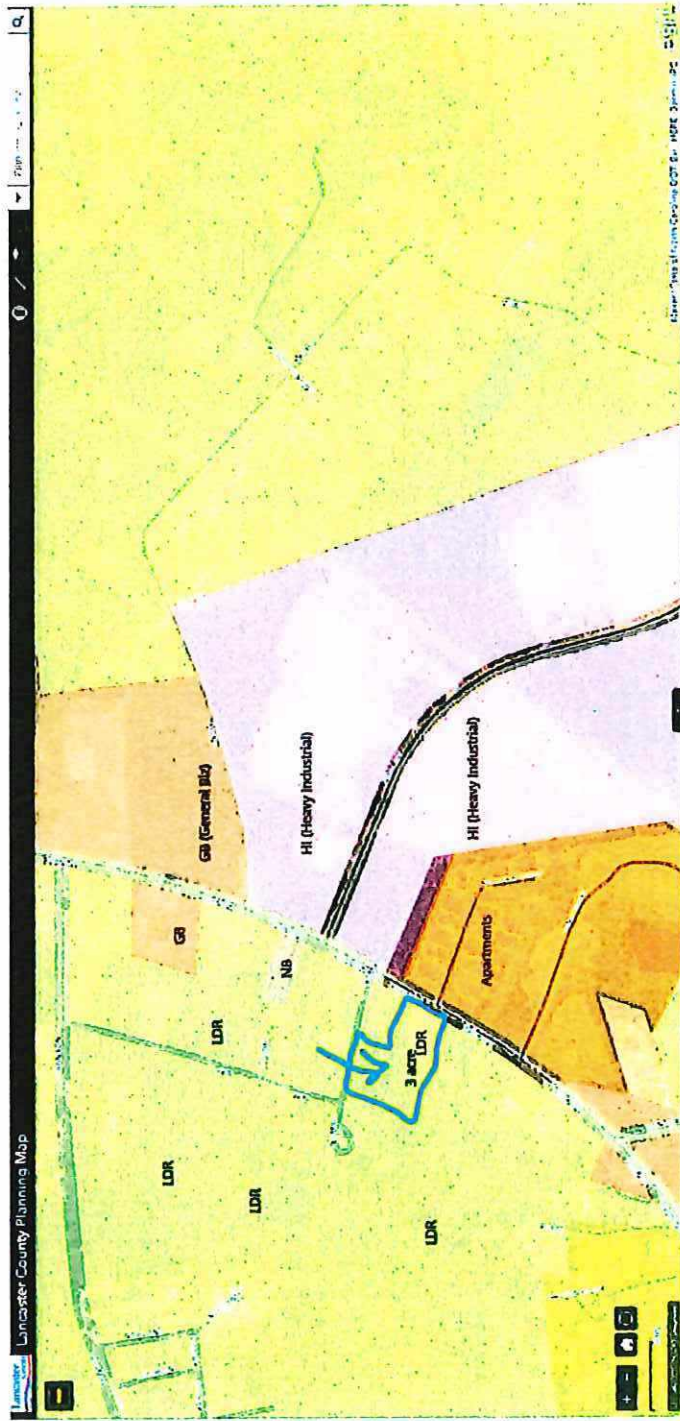 Lancaster
Lancaster County Planning Map
GB (General Biz)
GB
NB
LDR
HI (Heavy Industrial)
LDR
LDR
3 acre
LDR
HI (Heavy Industrial)
LDR
Apartments